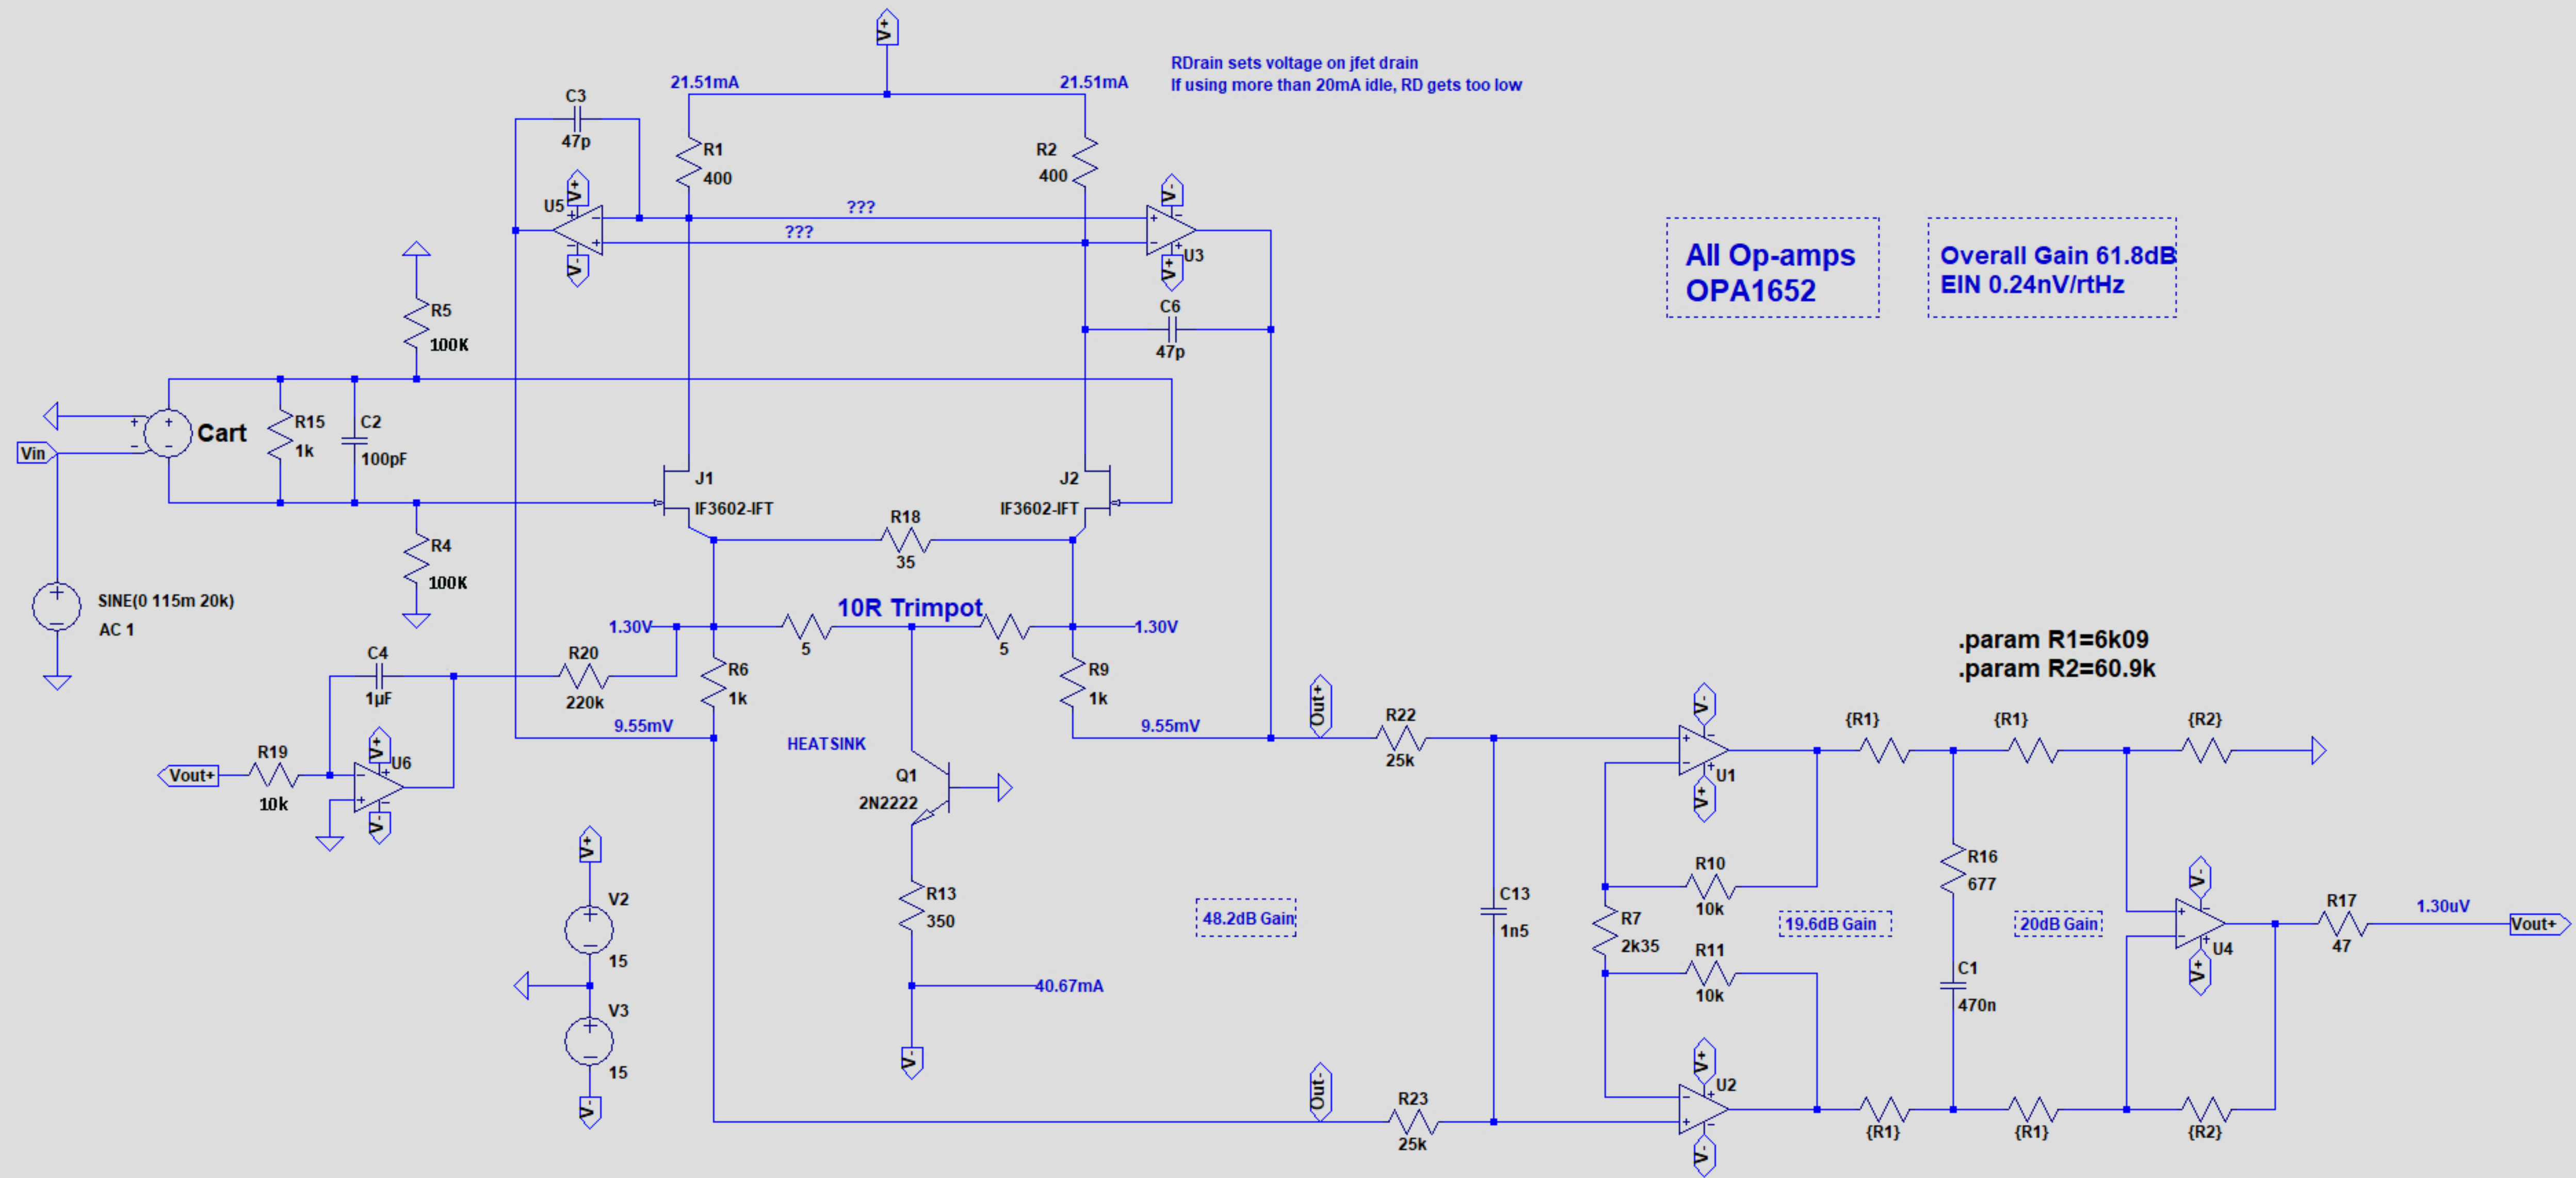 V+
RDrain sets voltage on jfet drain
If using more than 20mA idle, RD gets too low
21.51mA
21.51mA
C3
47p
R1
400
R2
400
V+
U5
V-
???
???
V-
U3
V+
All Op-amps
OPA1652
Overall Gain 61.8dB
EIN 0.24nV/rtHz
C6
47p
R5
100K
Vin
Cart
R15
1k
C2
100pF
J1
IF3602-IFT
J2
IF3602-IFT
R18
35
R4
100K
SINE(0 115m 20k)
AC 1
10R Trimpot
1.30V
1.30V
5
5
C4
1µF
R20
220k
R6
1k
R9
1k
9.55mV
9.55mV
HEATSINK
Vout+
R19
10k
V+
U6
V-
Q1
2N2222
R13
350
40.67mA
V-
V+
V2
15
V3
15
V-
48.2dB Gain
Out+
R22
25k
C13
1n5
Out-
R23
25k
V-
U1
V+
R10
10k
R7
2k35
R11
10k
19.6dB Gain
V+
U2
V-
.param R1=6k09
.param R2=60.9k
{R1}
{R1}
{R2}
R16
677
C1
470n
20dB Gain
{R1}
{R1}
{R2}
V-
U4
V+
R17
47
1.30uV
Vout+